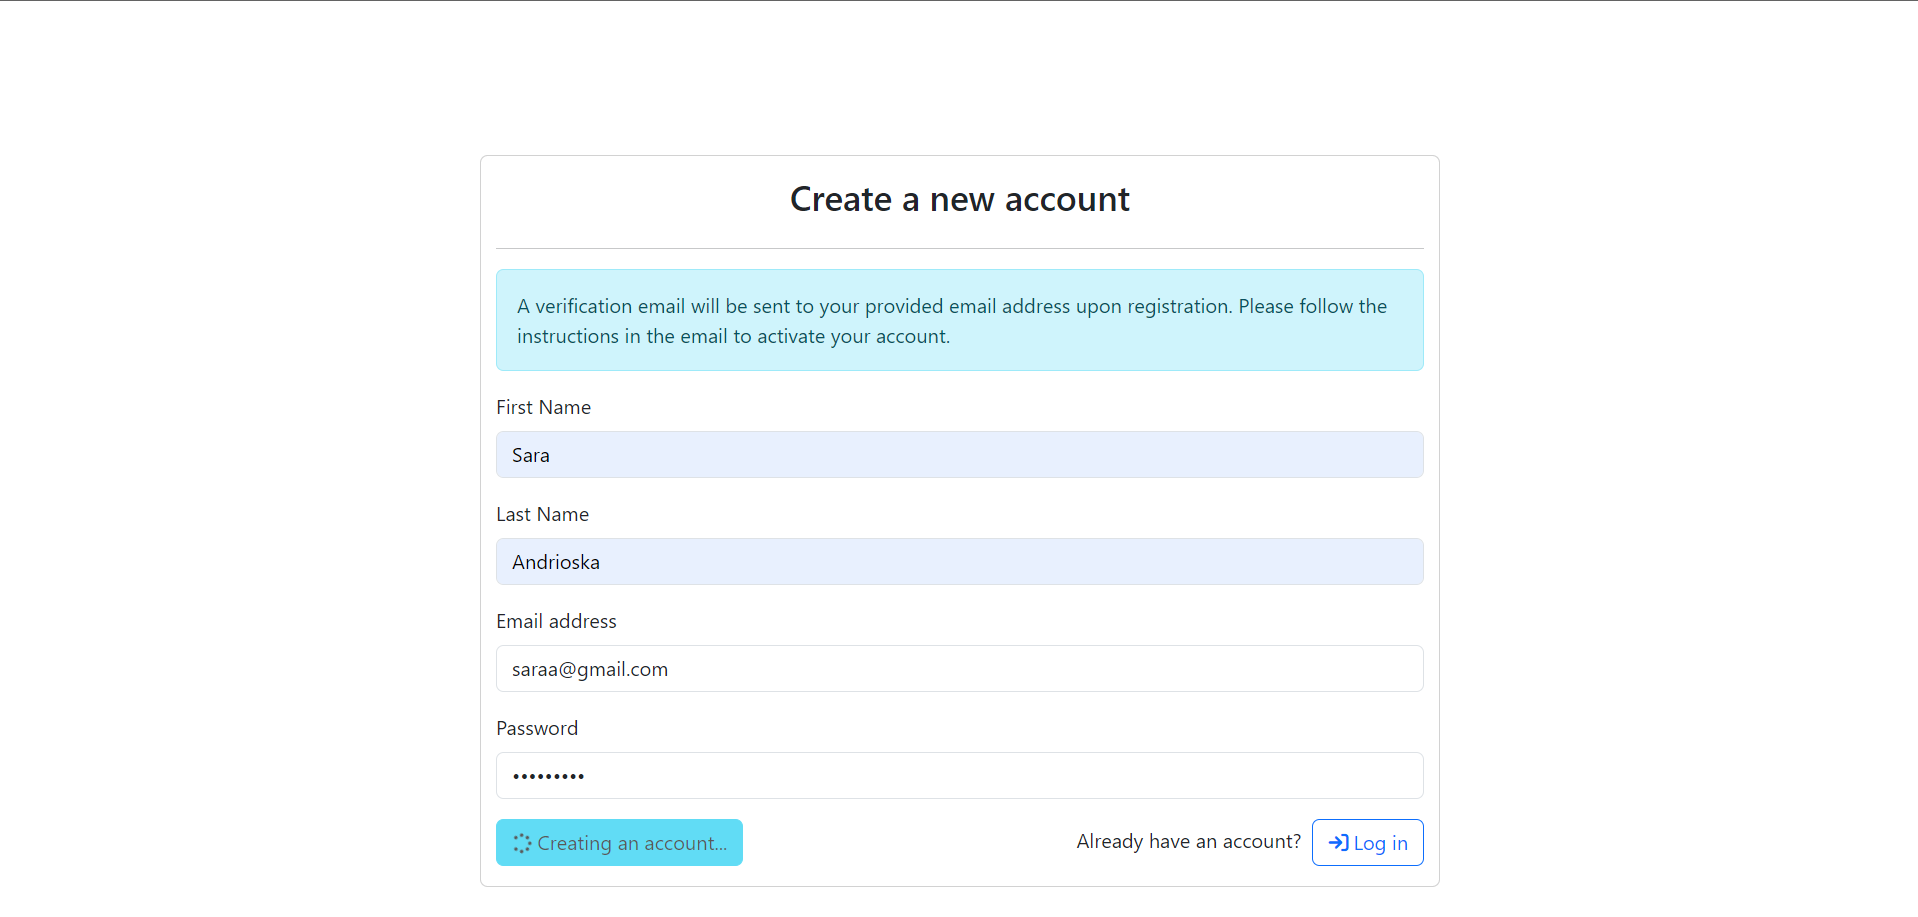 Create a new account
A verification email will be sent to your provided email address upon registration. Please follow the
instructions in the email to activate your account.
First Name
Sara
Last Name
Andrioska
Email address
saraa@gmail.com
Password
•••••••••
Creating an account...
Already have an account?
Log in